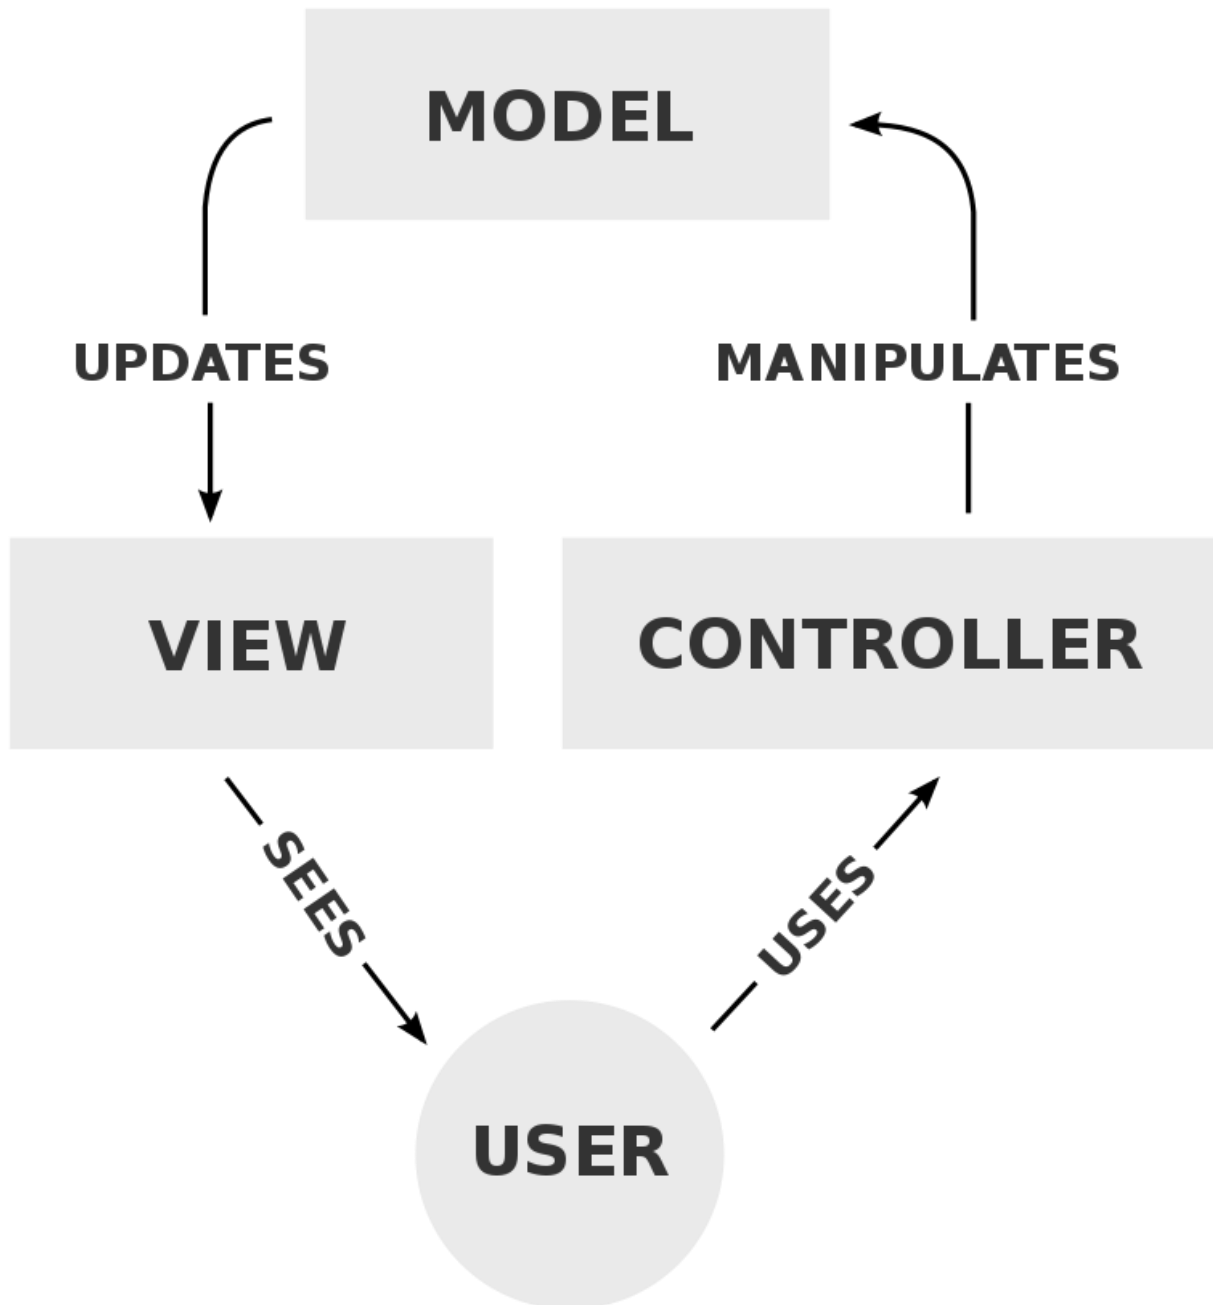 MODEL
UPDATES
MANIPULATES
VIEW
CONTROLLER
SEES
USES
USER